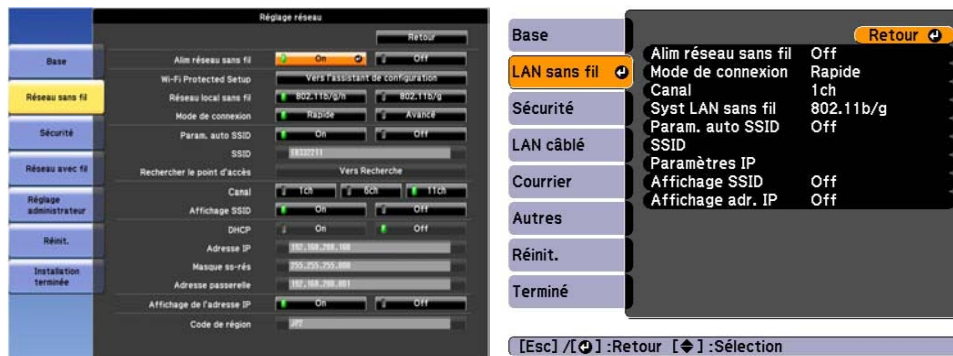 Réglage réseau
Retour
Base
Réseau sans fil
Sécurité
Réseau avec fil
Réglage
administrateur
Réinit.
Installation
terminée
Alim réseau sans fil On Off
Wi-Fi Protected Setup Vers l'assistant de configuration
Réseau local sans fil 802.11b/g/n 802.11b/g
Mode de connexion Rapide Avancé
Param. auto SSID On Off
SSID
Rechercher le point d'accès Vers Recherche
Canal 1ch 6ch 11ch
Affichage SSID On Off
DHCP On Off
Adresse IP
Masque ss-rés
Adresse passerelle
Affichage de l'adresse IP On Off
Code de région
Base
LAN sans fil
Sécurité
LAN câblé
Courrier
Autres
Réinit.
Terminé
Retour
Alim réseau sans fil Off
Mode de connexion Rapide
Canal 1ch
Syst LAN sans fil 802.11b/g
Param. auto SSID Off
SSID
Paramètres IP
Affichage SSID Off
Affichage adr. IP Off
[Esc] /[ ] :Retour [ ] :Sélection